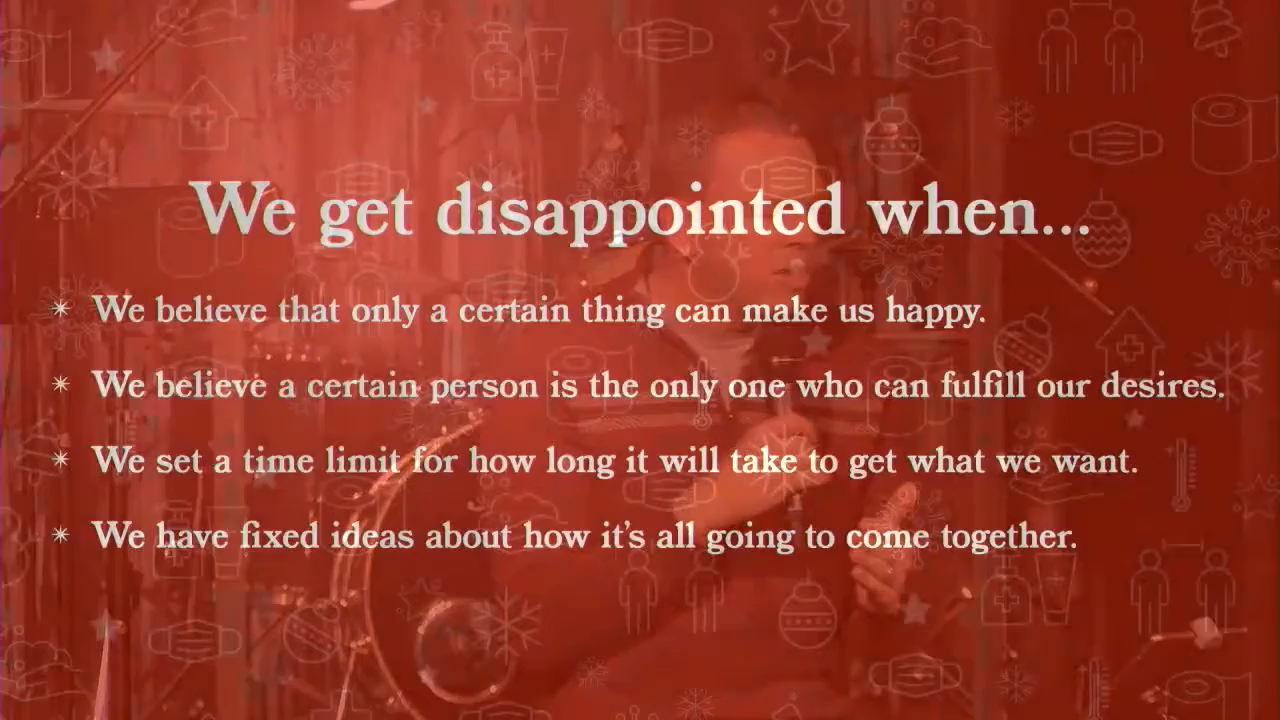 We get disappointed when...
✴ We believe that only a certain thing can make us happy.
✴ We believe a certain person is the only one who can fulfill our desires.
✴ We set a time limit for how long it will take to get what we want.
✴ We have fixed ideas about how it's all going to come together.